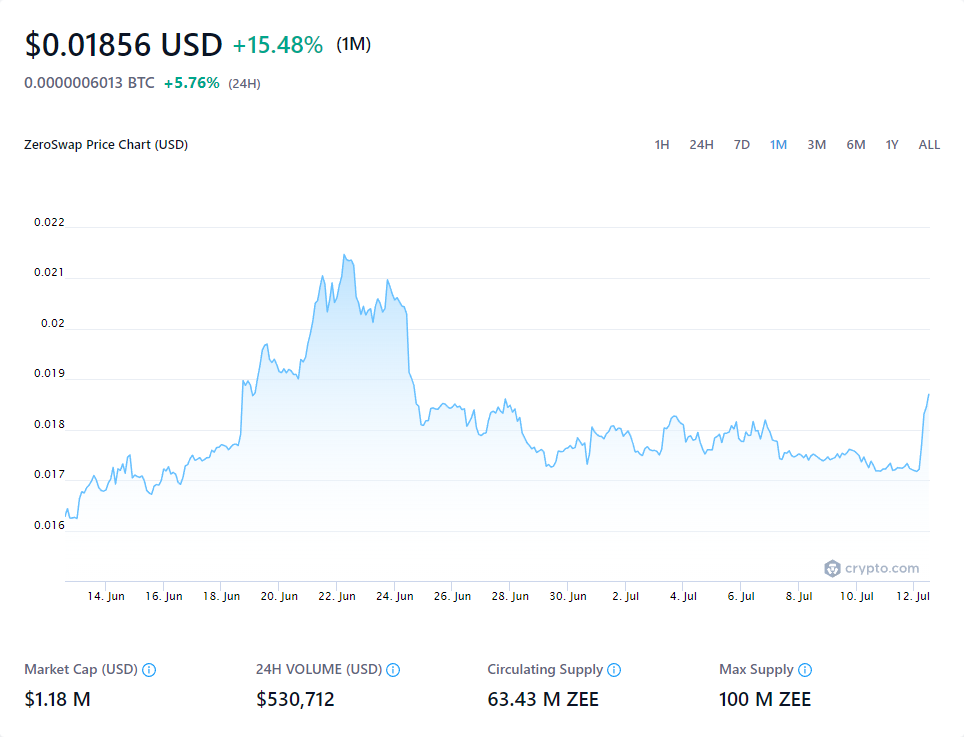 $0.01856 USD +15.48% (1M)
0.0000006013 BTC +5.76% (24H)
ZeroSwap Price Chart (USD) 1H 24H 7D 1M 3M 6M 1Y ALL
0.022
0.021
0.02
0.019
0.018
0.017
0.016
crypto.com
14. Jun 16. Jun 18. Jun 20. Jun 22. Jun 24. Jun 26. Jun 28. Jun 30. Jun 2. Jul 4. Jul 6. Jul 8. Jul 10. Jul 12. Jul
Market Cap (USD) 24H VOLUME (USD) Circulating Supply Max Supply
$1.18 M $530,712 63.43 M ZEE 100 M ZEE